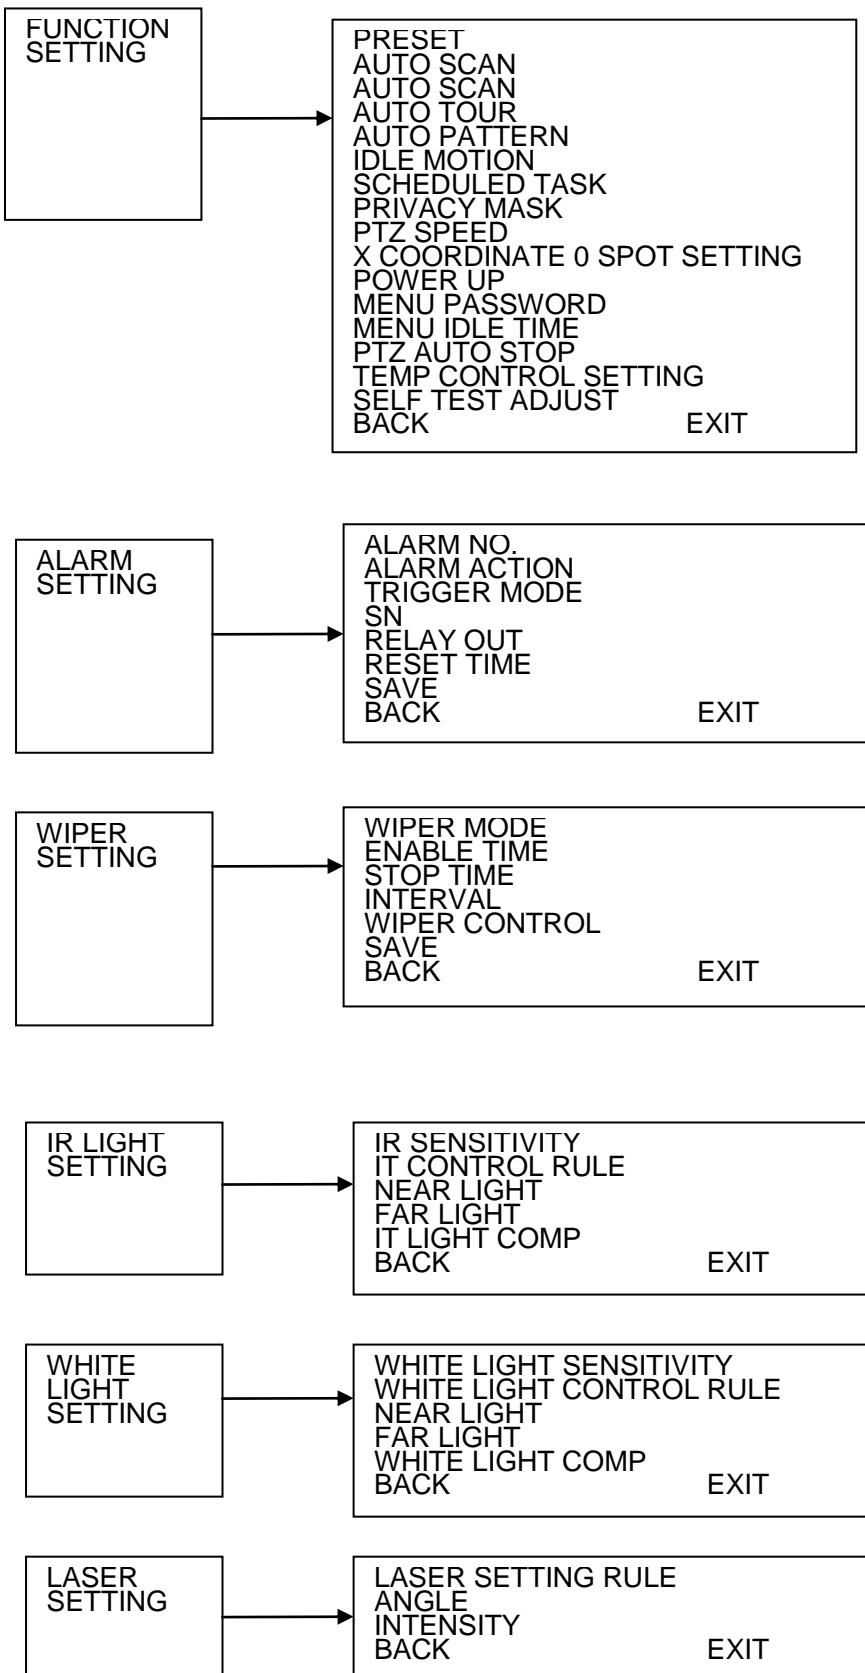 FUNCTION
SETTING
PRESET
AUTO SCAN
AUTO SCAN
AUTO TOUR
AUTO PATTERN
IDLE MOTION
SCHEDULED TASK
PRIVACY MASK
PTZ SPEED
X COORDINATE 0 SPOT SETTING
POWER UP
MENU PASSWORD
MENU IDLE TIME
PTZ AUTO STOP
TEMP CONTROL SETTING
SELF TEST ADJUST
BACK EXIT
ALARM
SETTING
ALARM NO.
ALARM ACTION
TRIGGER MODE
SN
RELAY OUT
RESET TIME
SAVE
BACK EXIT
WIPER
SETTING
WIPER MODE
ENABLE TIME
STOP TIME
INTERVAL
WIPER CONTROL
SAVE
BACK EXIT
IR LIGHT
SETTING
IR SENSITIVITY
IT CONTROL RULE
NEAR LIGHT
FAR LIGHT
IT LIGHT COMP
BACK EXIT
WHITE
LIGHT
SETTING
WHITE LIGHT SENSITIVITY
WHITE LIGHT CONTROL RULE
NEAR LIGHT
FAR LIGHT
WHITE LIGHT COMP
BACK EXIT
LASER
SETTING
LASER SETTING RULE
ANGLE
INTENSITY
BACK EXIT